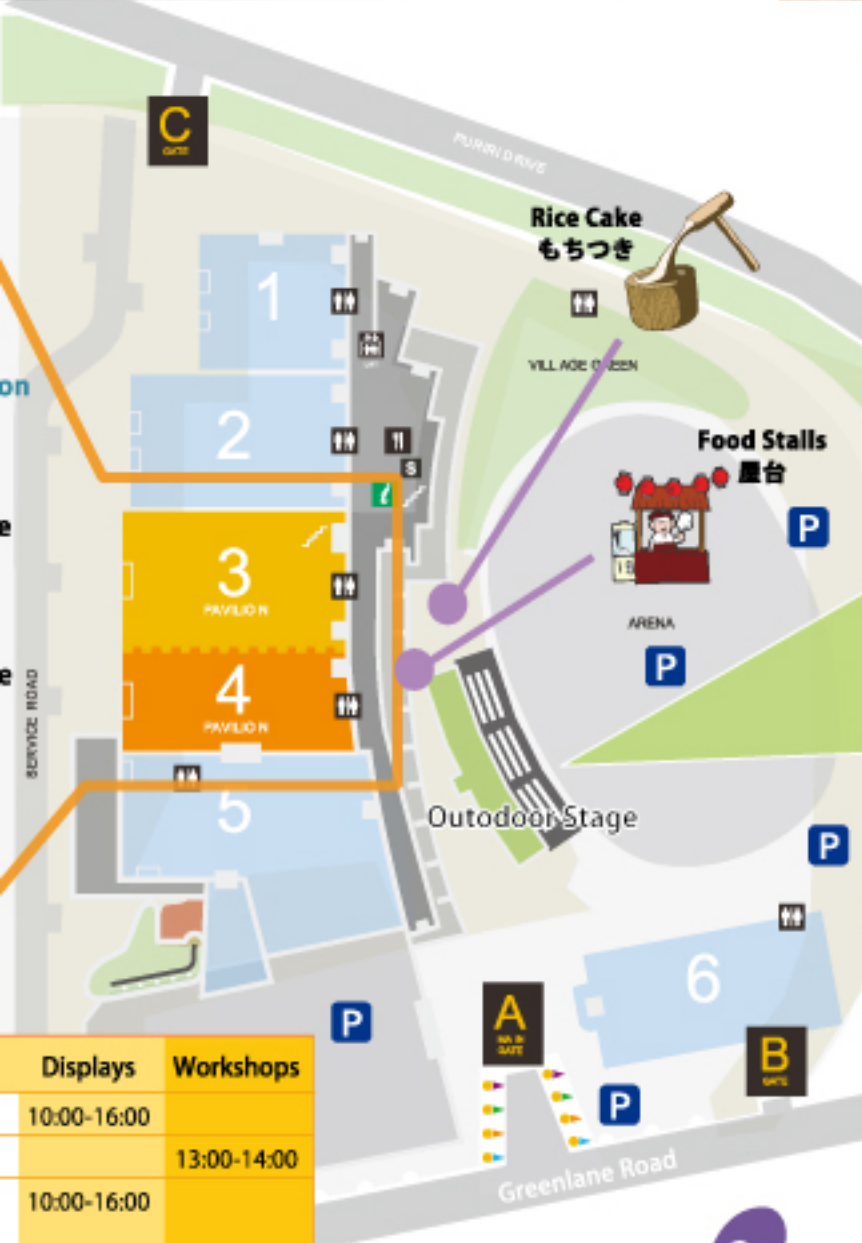 PURIRI DRIVE
C
GATE
Rice Cake
もちつき
1
VILLAGE GREEN
on
2
Food Stalls
屋台
S
P
e
3
PAVILION
ARENA
P
e
4
PAVILION
SERVICE ROAD
5
Outodoor Stage
P
6
P
A
MAIN
GATE
B
GATE
P
Displays Workshops
10:00-16:00
13:00-14:00
10:00-16:00
Greenlane Road